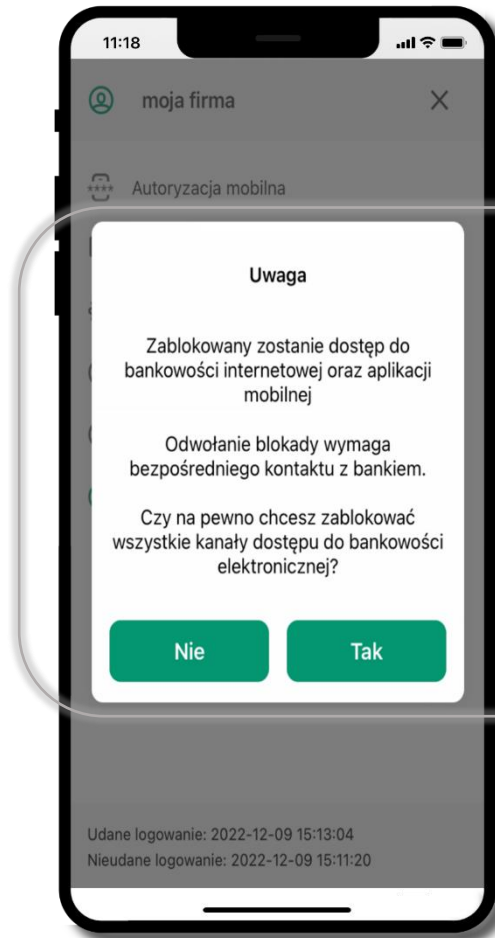 11:18
moja firma
Autoryzacja mobilna
Uwaga
Zablokowany zostanie dostęp do
bankowości internetowej oraz aplikacji
mobilnej
Odwołanie blokady wymaga
bezpośredniego kontaktu z bankiem.
Czy na pewno chcesz zablokować
wszystkie kanały dostępu do bankowości
elektronicznej?
Nie Tak
Udane logowanie: 2022-12-09 15:13:04
Nieudane logowanie: 2022-12-09 15:11:20